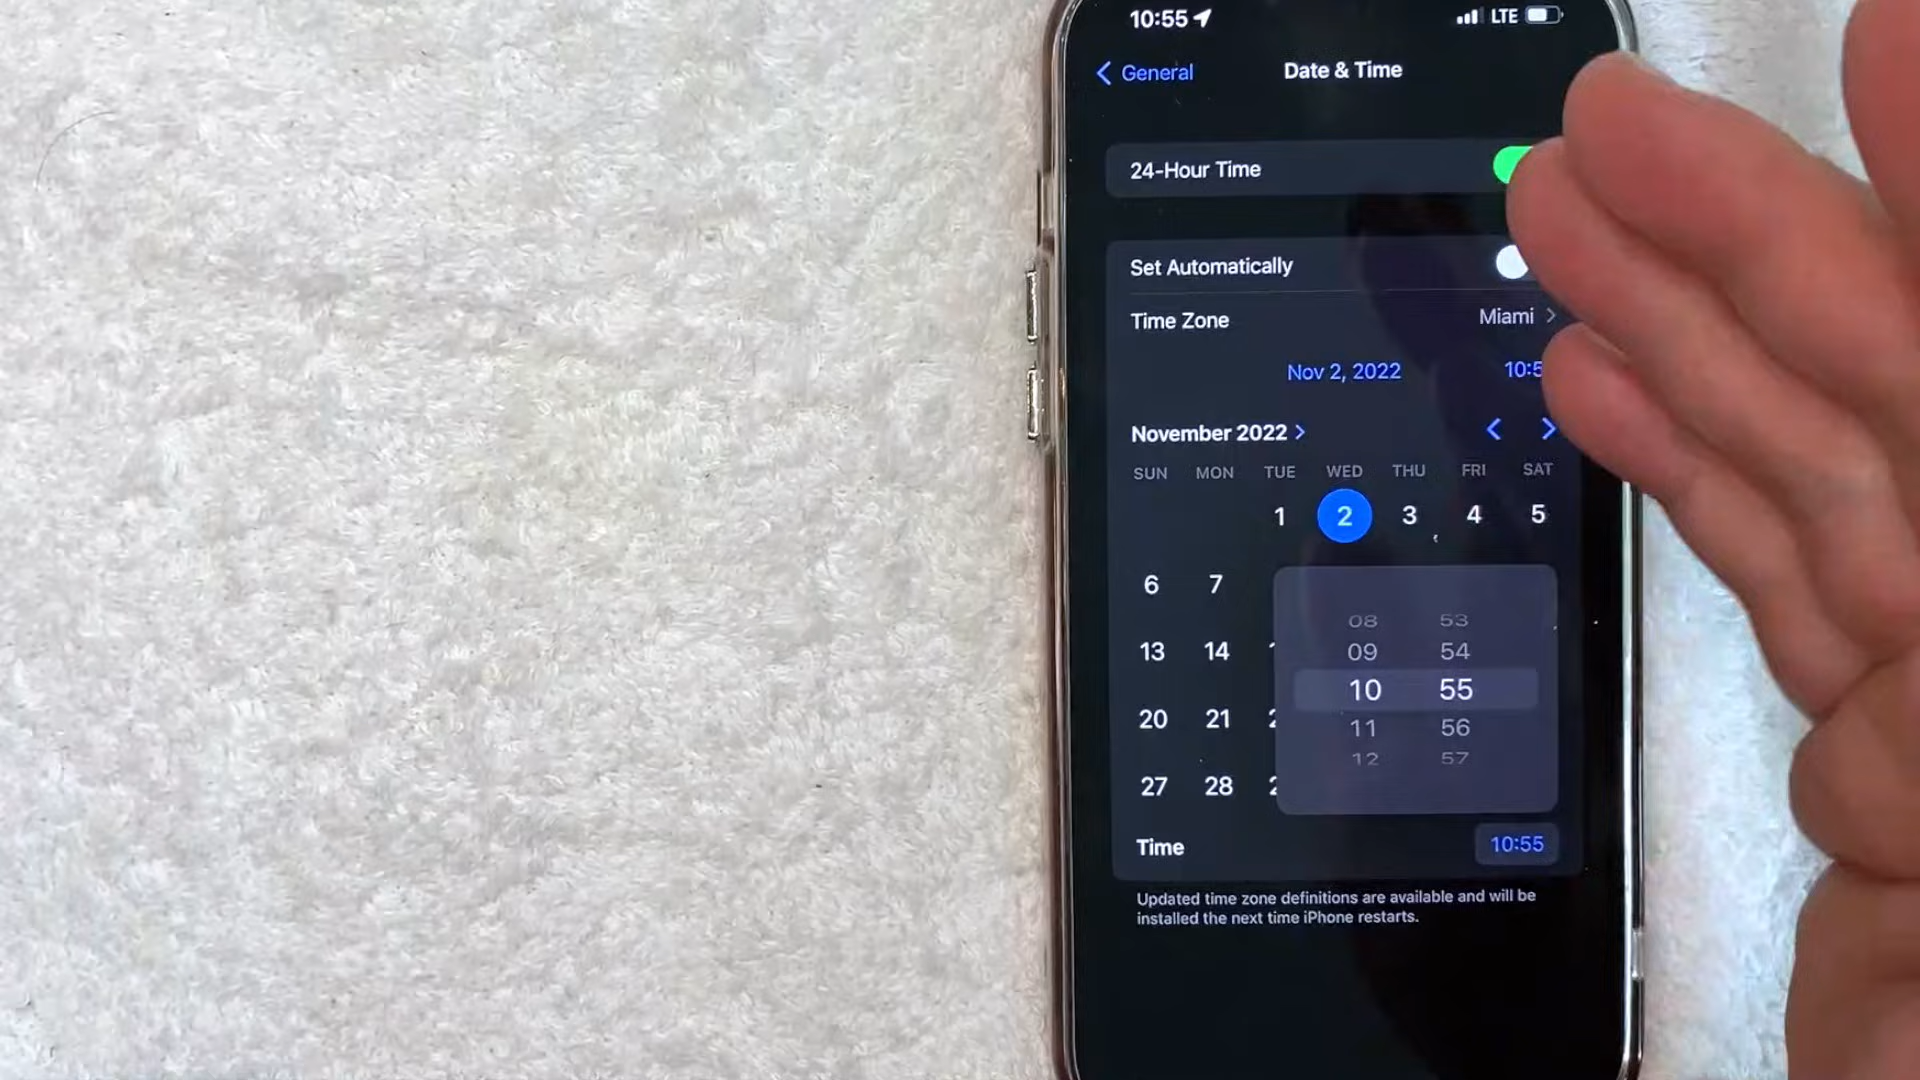 10:55 LTE
General Date & Time
24-Hour Time
Set Automatically
Time Zone Miami
Nov 2, 2022 10:5
November 2022
SUN MON TUE WED THU FRI SAT
1 2 3 4 5
6 7
13 14
20 21
27 28
08 53
09 54
10 55
11 56
12 57
Time 10:55
Updated time zone definitions are available and will be
installed the next time iPhone restarts.